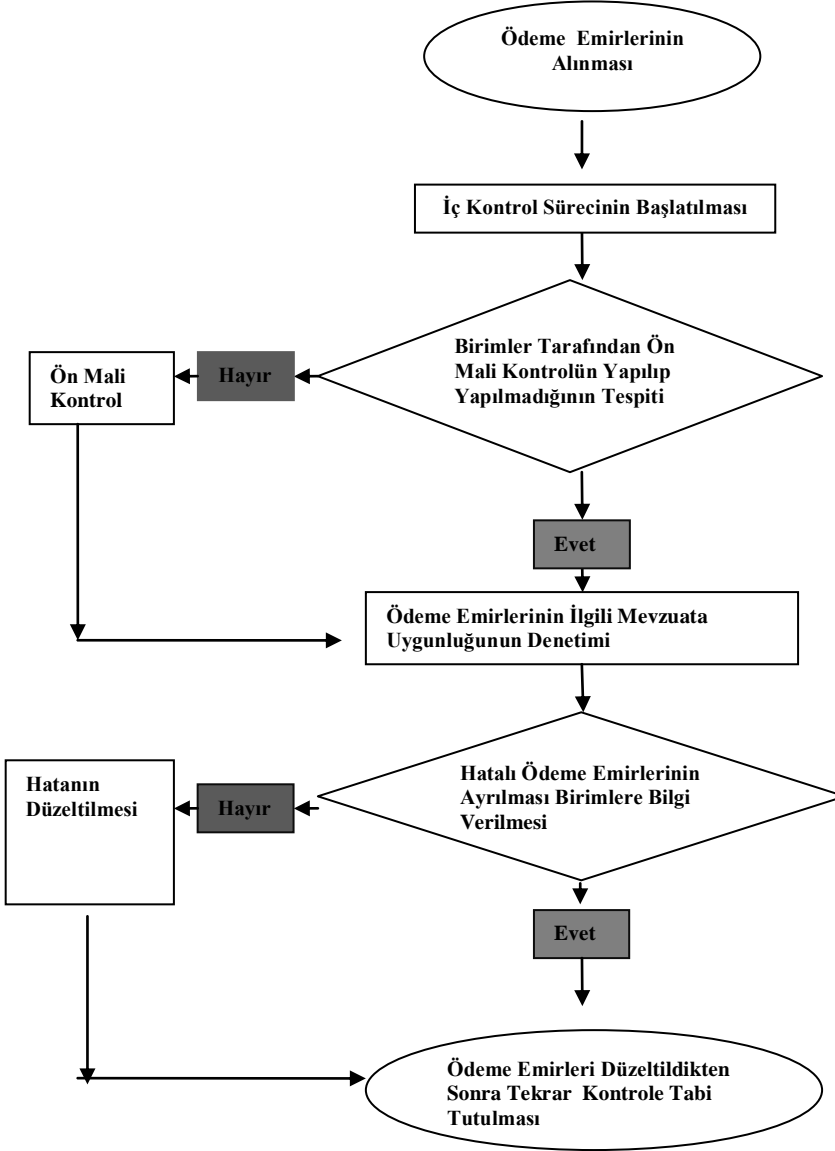 Ödeme Emirlerinin
Alınması
İç Kontrol Sürecinin Başlatılması
Birimler Tarafından Ön
Mali Kontrolün Yapılıp
Yapılmadığının Tespiti
Hayır
Ön Mali
Kontrol
Evet
Ödeme Emirlerinin İlgili Mevzuata
Uygunluğunun Denetimi
Hatalı Ödeme Emirlerinin
Ayrılması Birimlere Bilgi
Verilmesi
Hayır
Hatanın
Düzeltilmesi
Evet
Ödeme Emirleri Düzeltildikten
Sonra Tekrar Kontrole Tabi
Tutulması